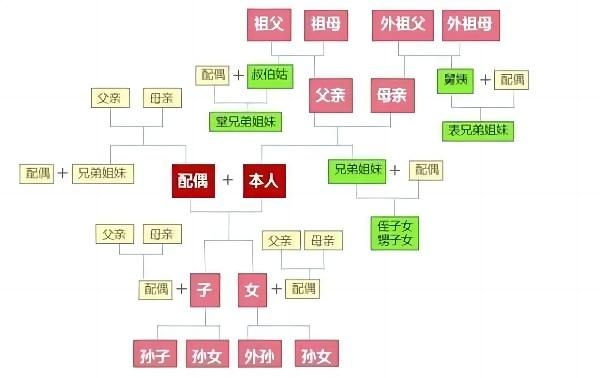 祖父 祖母 外祖父 外祖母
配偶 + 叔伯姑 舅姨 + 配偶
父亲 母亲 父亲 母亲
堂兄弟姐妹 表兄弟姐妹
配偶 + 兄弟姐妹 配偶 + 本人 兄弟姐妹 + 配偶
侄子女
甥子女
父亲 母亲 父亲 母亲
配偶 + 子 女 + 配偶
孙子 孙女 外孙 孙女